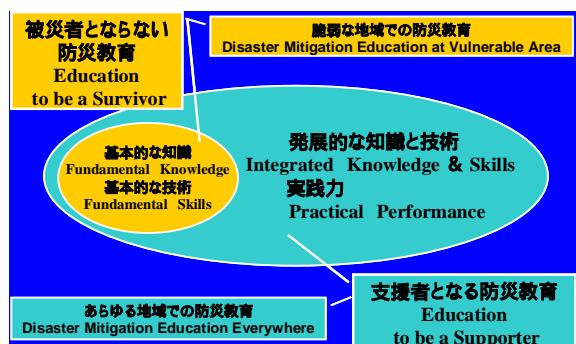 被災者とならない
防災教育
Education
to be a Survivor
脆弱な地域での防災教育
Disaster Mitigation Education at Vulnerable Area
基本的な知識
Fundamental Knowledge
基本的な技術
Fundamental Skills
発展的な知識と技術
Integrated Knowledge & Skills
実践力
Practical Performance
あらゆる地域での防災教育
Disaster Mitigation Education Everywhere
支援者となる防災教育
Education
to be a Supporter